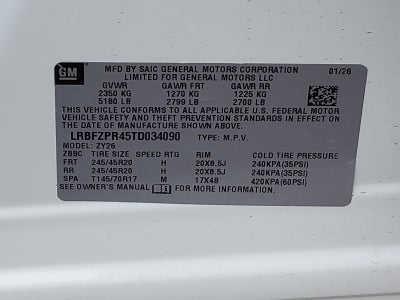 GM
MFD BY SAIC GENERAL MOTORS CORPORATION
LIMITED FOR GENERAL MOTORS LLC
01/26
GVWR GAWR FRT GAWR RR
2350 KG 1270 KG 1225 KG
5180 LB 2799 LB 2700 LB
THIS VEHICLE CONFORMS TO ALL APPLICABLE U.S. FEDERAL MOTOR
VEHICLE SAFETY AND THEFT PREVENTION STANDARDS IN EFFECT
ON THE DATE OF MANUFACTURE SHOWN ABOVE.
LRBFZPR45TD034090 TYPE: M.P.V.
MODEL: ZY26
ZBBC TIRE SIZE SPEED RTG RIM COLD TIRE PRESSURE
FRT 245/45R20 H 20X8.5J 240KPA(35PSI)
RR 245/45R20 H 20X8.5J 240KPA(35PSI)
SPA T145/70R17 M 17X4B 420KPA(60PSI)
SEE OWNER'S MANUAL FOR MORE INFORMATION.